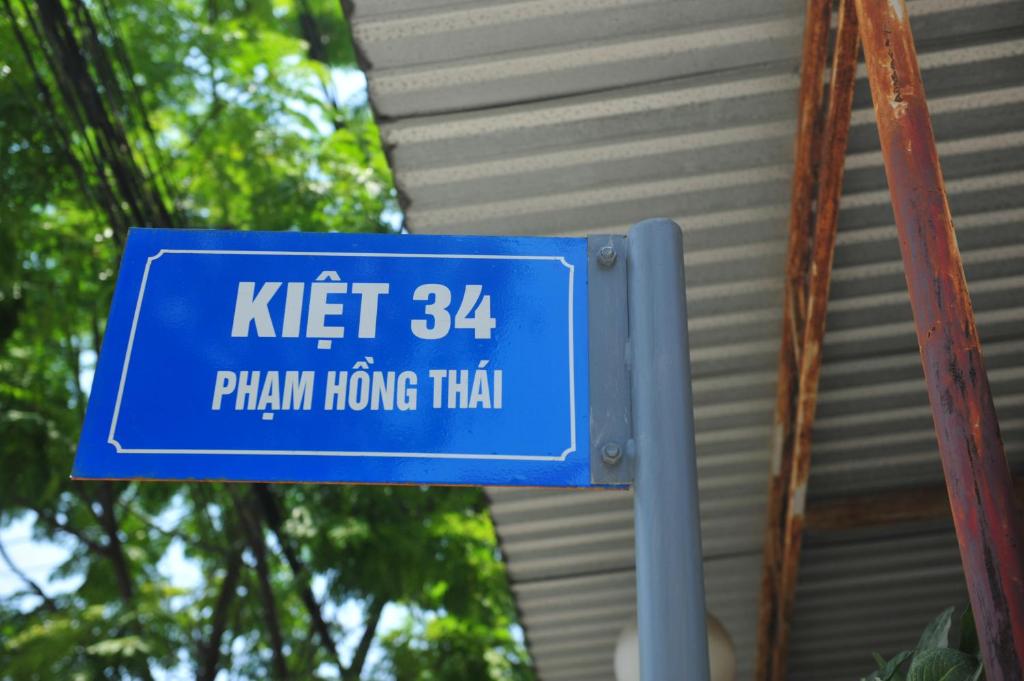 KIỆT 34
PHẠM HỒNG THÁI